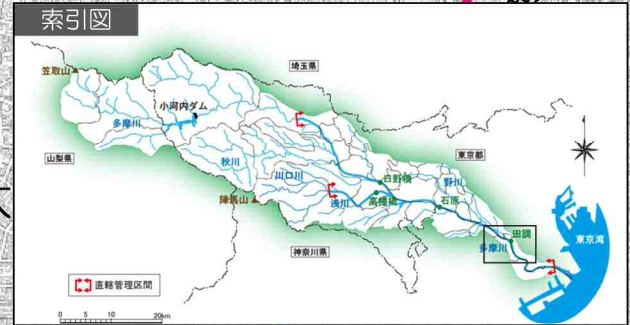 索引図
笠取山
埼玉県
小河内ダム
多摩川
山梨県
秋川
東京都
川口川
日野橋
野川
陣馬山
浅川
高幡橋
石原
田調
多摩川
東京湾
神奈川県
直轄管理区間
0 5 10 20km